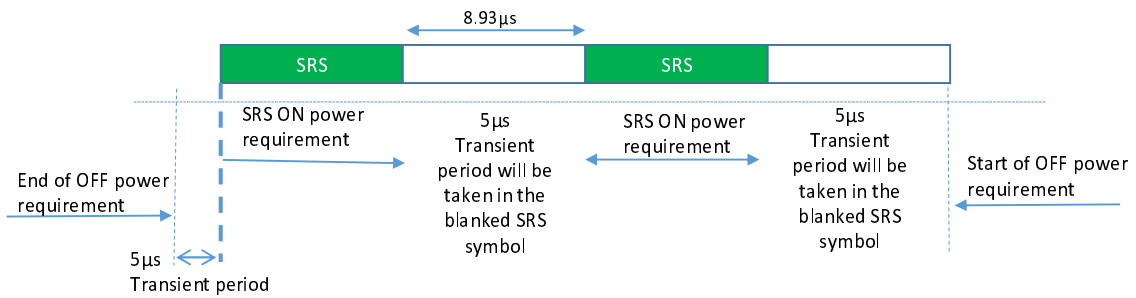 8.93µs
SRS
SRS
SRS ON power
requirement
5µs
Transient
period will be
taken in the
blanked SRS
symbol
SRS ON power
requirement
5µs
Transient
period will be
taken in the
blanked SRS
symbol
End of OFF power
requirement
Start of OFF power
requirement
5µs
Transient period